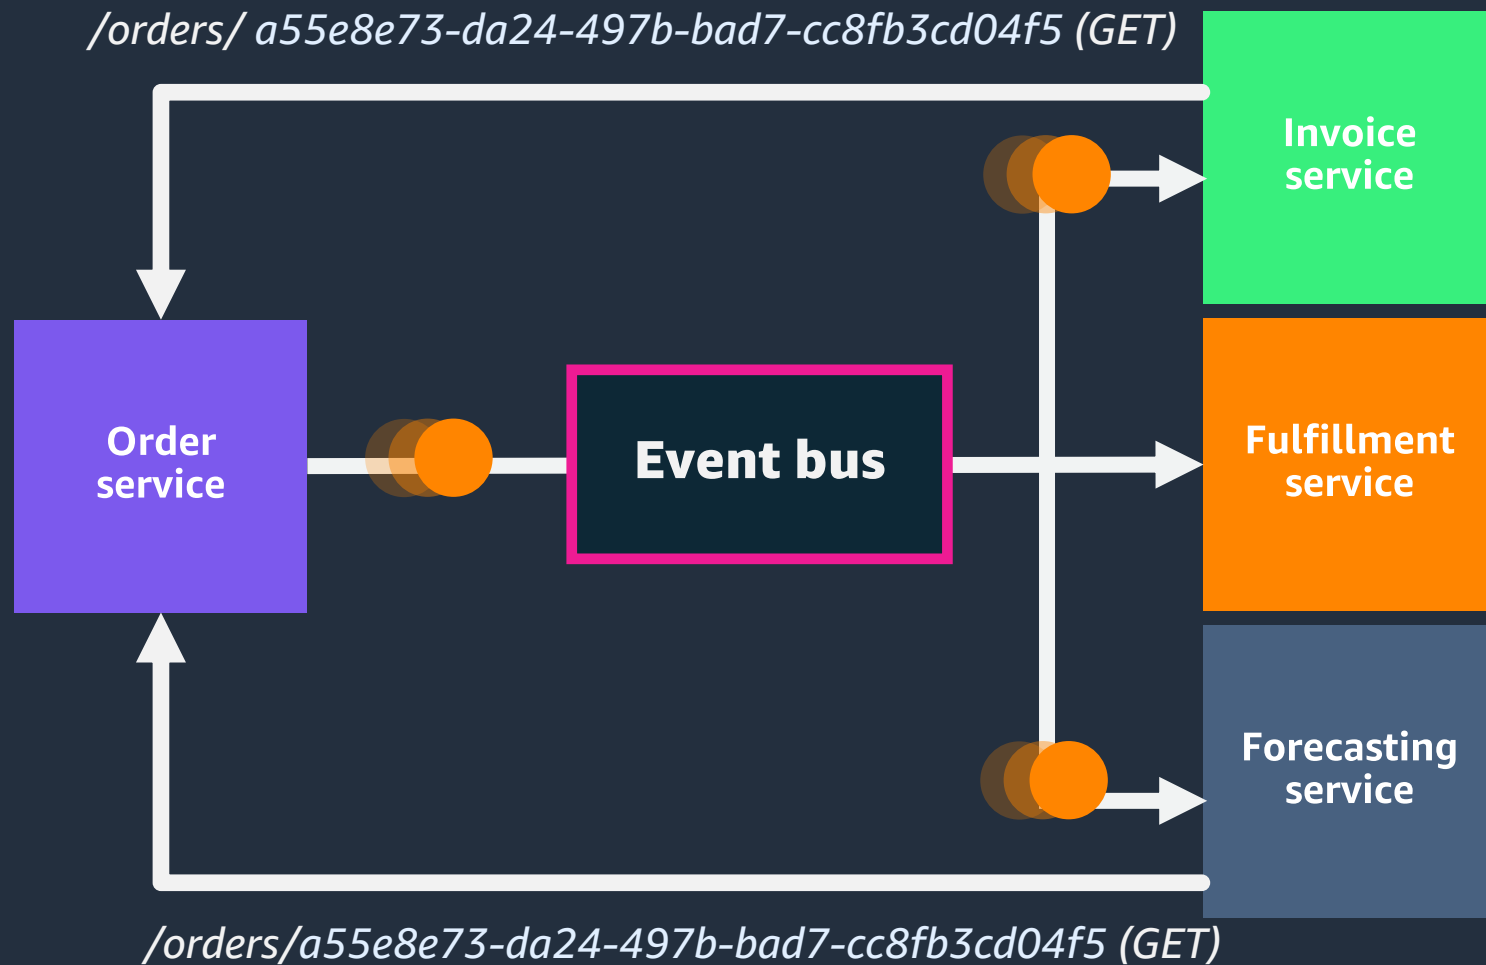 /orders/ a55e8e73-da24-497b-bad7-cc8fb3cd04f5 (GET)
Invoice
service
Order
service
Event bus
Fulfillment
service
Forecasting
service
/orders/a55e8e73-da24-497b-bad7-cc8fb3cd04f5 (GET)